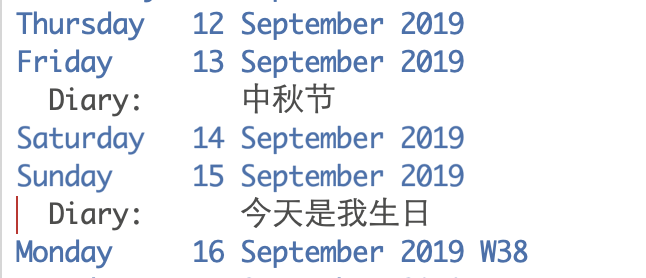 Thursday   12 September 2019
Friday     13 September 2019
  Diary:      中秋节
Saturday   14 September 2019
Sunday     15 September 2019
  Diary:      今天是我生日
Monday     16 September 2019 W38